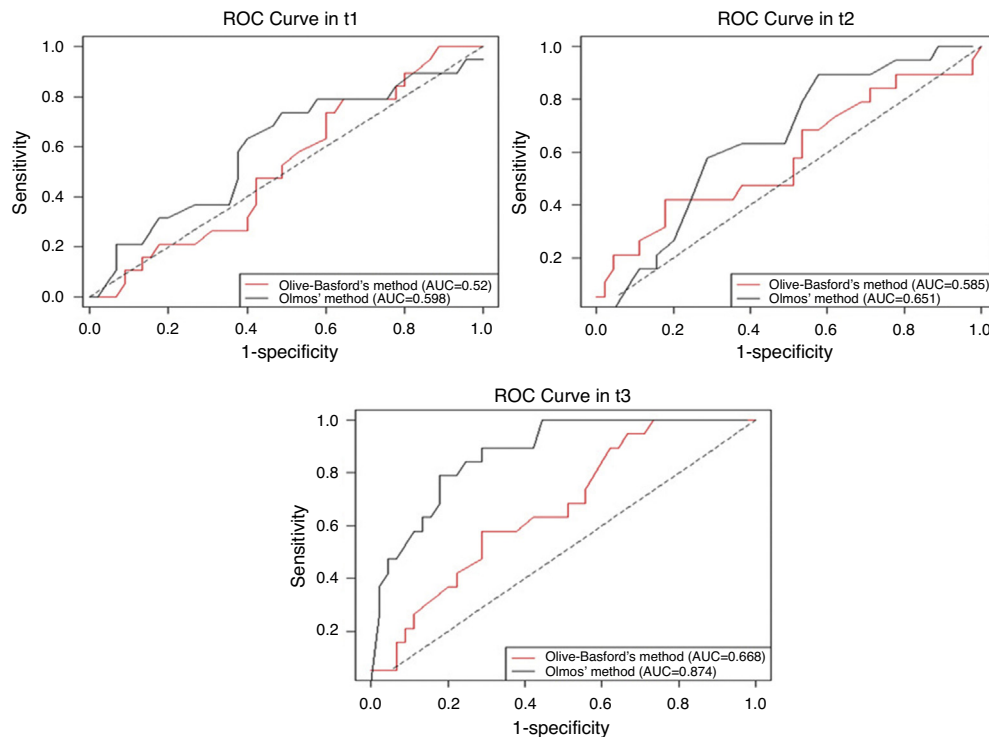 ROC Curve in t1
1.0
0.8
0.6
0.4
0.2
0.0
Sensitivity
Olive-Basford's method (AUC=0.52)
Olmos' method (AUC=0.598)
0.0 0.2 0.4 0.6 0.8 1.0
1-specificity
ROC Curve in t2
1.0
0.8
0.6
0.4
0.2
Sensitivity
Olive-Basford's method (AUC=0.585)
Olmos' method (AUC=0.651)
0.0 0.2 0.4 0.6 0.8 1.0
1-specificity
ROC Curve in t3
1.0
0.8
0.6
0.4
0.2
Sensitivity
Olive-Basford's method (AUC=0.668)
Olmos' method (AUC=0.874)
0.0 0.2 0.4 0.6 0.8 1.0
1-specificity